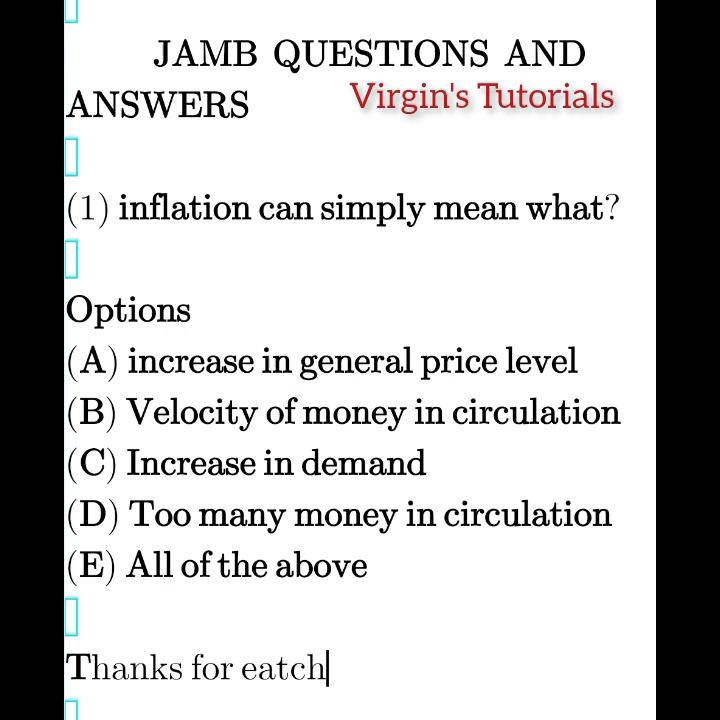 JAMB QUESTIONS AND
ANSWERS
Virgin's Tutorials
(1) inflation can simply mean what?
Options
(A) increase in general price level
(B) Velocity of money in circulation
(C) Increase in demand
(D) Too many money in circulation
(E) All of the above
Thanks for eatch